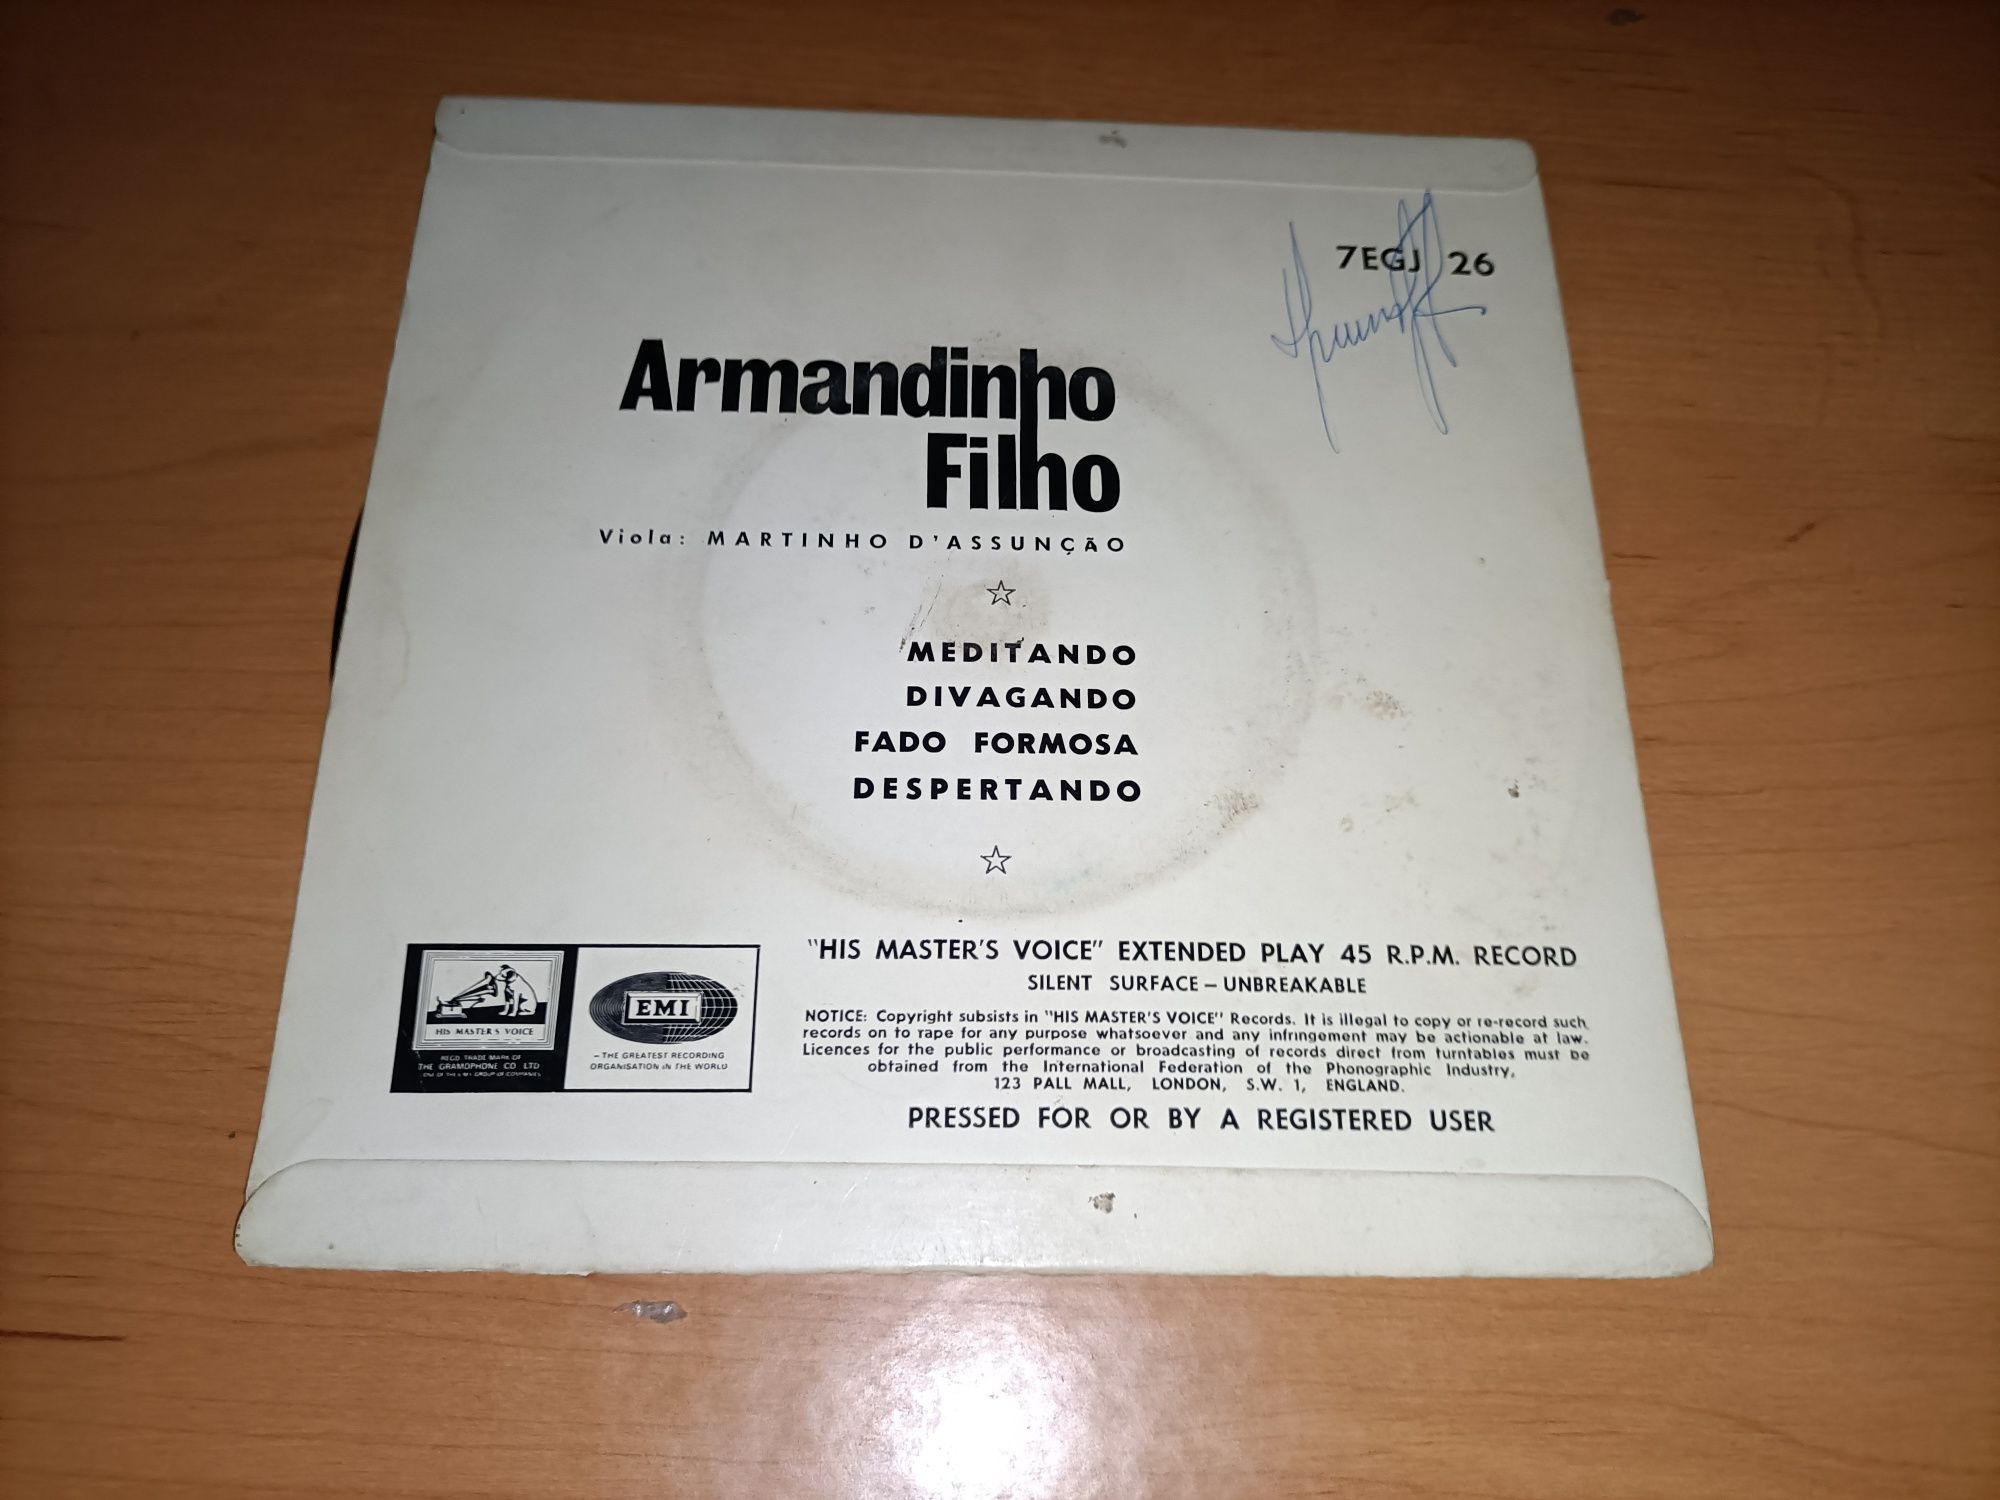 7EGJ 26
Armandinho
Filho
Viola: MARTINHO D'ASSUNÇÃO
MEDITANDO
DIVAGANDO
FADO FORMOSA
DESPERTANDO
HIS MASTER'S VOICE
REGD TRADE MARK OF
THE GRAMOPHONE CO LTD
EMI
– THE GREATEST RECORDING
ORGANISATION IN THE WORLD
"HIS MASTER'S VOICE" EXTENDED PLAY 45 R.P.M. RECORD
SILENT SURFACE – UNBREAKABLE
NOTICE: Copyright subsists in "HIS MASTER'S VOICE" Records. It is illegal to copy or re-record such
records on to tape for any purpose whatsoever and any infringement may be actionable at law.
Licences for the public performance or broadcasting of records direct from turntables must be
obtained from the International Federation of the Phonographic Industry,
123 PALL MALL, LONDON, S.W. 1, ENGLAND.
PRESSED FOR OR BY A REGISTERED USER